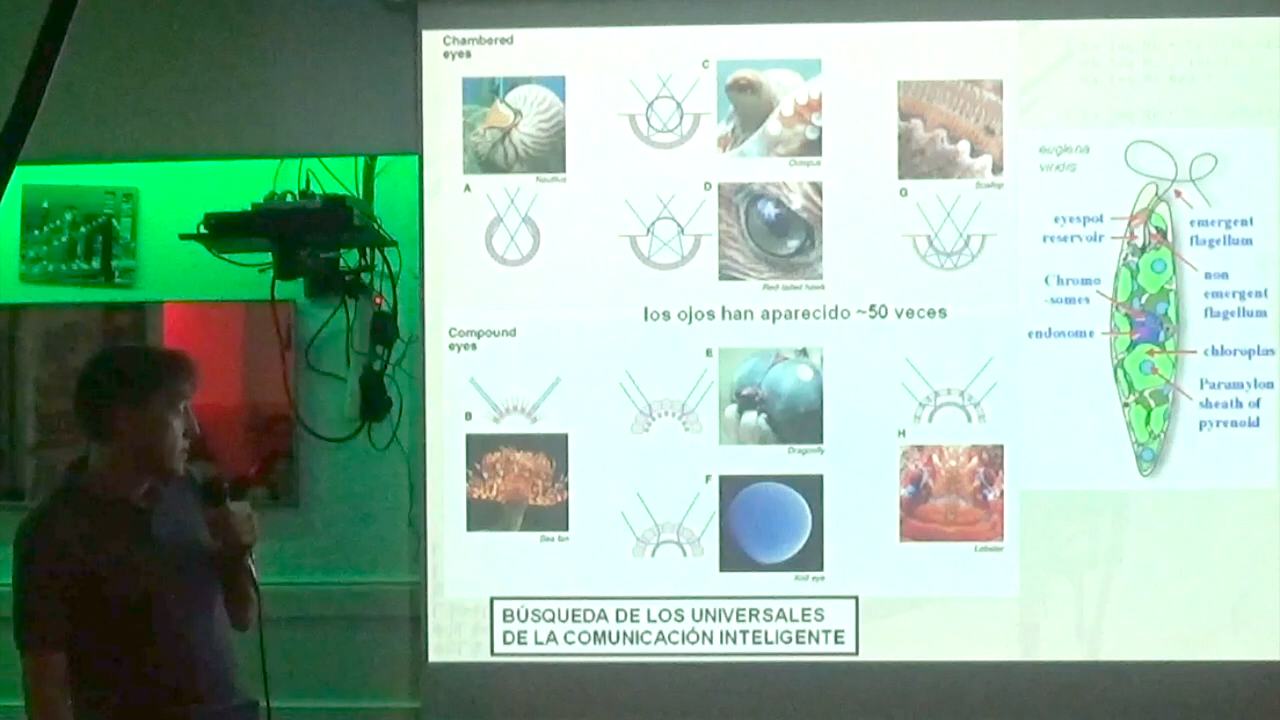 Chambered
eyes
Nautilus
A
C
Octopus
D
Red-tailed hawk
Scallop
G
los ojos han aparecido ~50 veces
Compound
eyes
B
Sea fan
E
Dragonfly
F
Krill eye
H
Lobster
euglena
viridis
eyespot
reservoir
Chromo
-somes
endosome
emergent
flagellum
non
emergent
flagellum
chloroplas
Paramylon
sheath of
pyrenoid
BÚSQUEDA DE LOS UNIVERSALES
DE LA COMUNICACIÓN INTELIGENTE